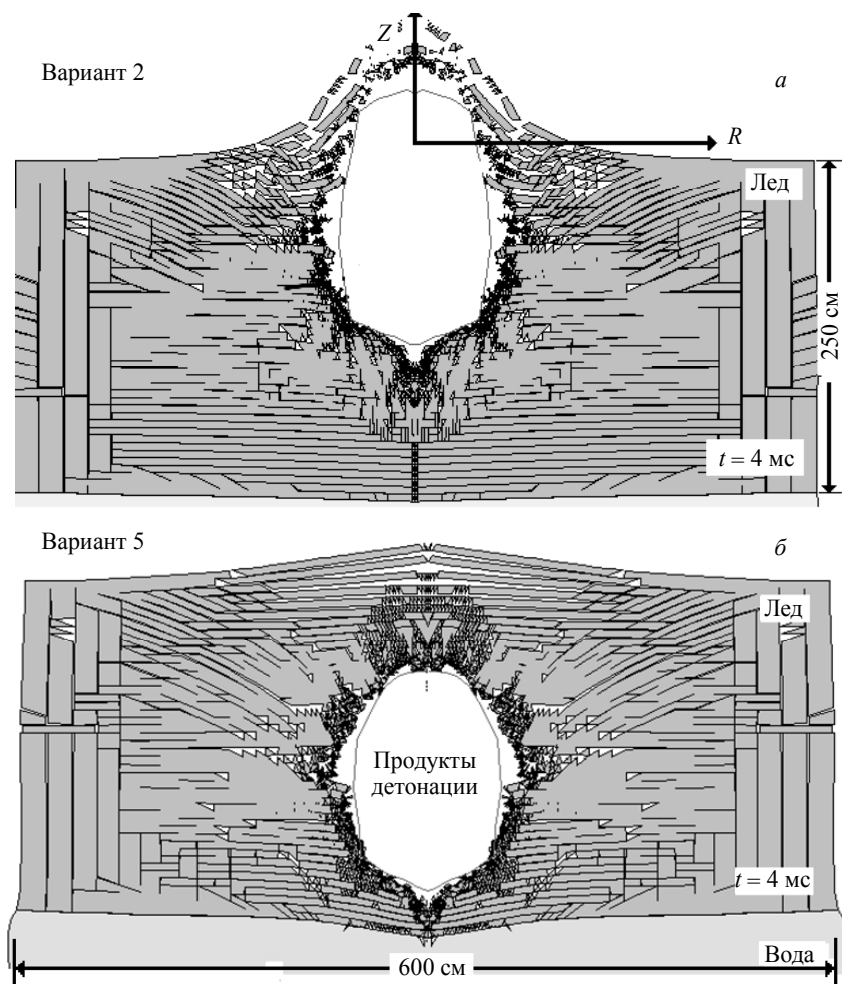 Z
Вариант 2
а
R
Лед
250 см
t = 4 мс
Вариант 5
б
Лед
Продукты
детонации
t = 4 мс
Вода
600 см